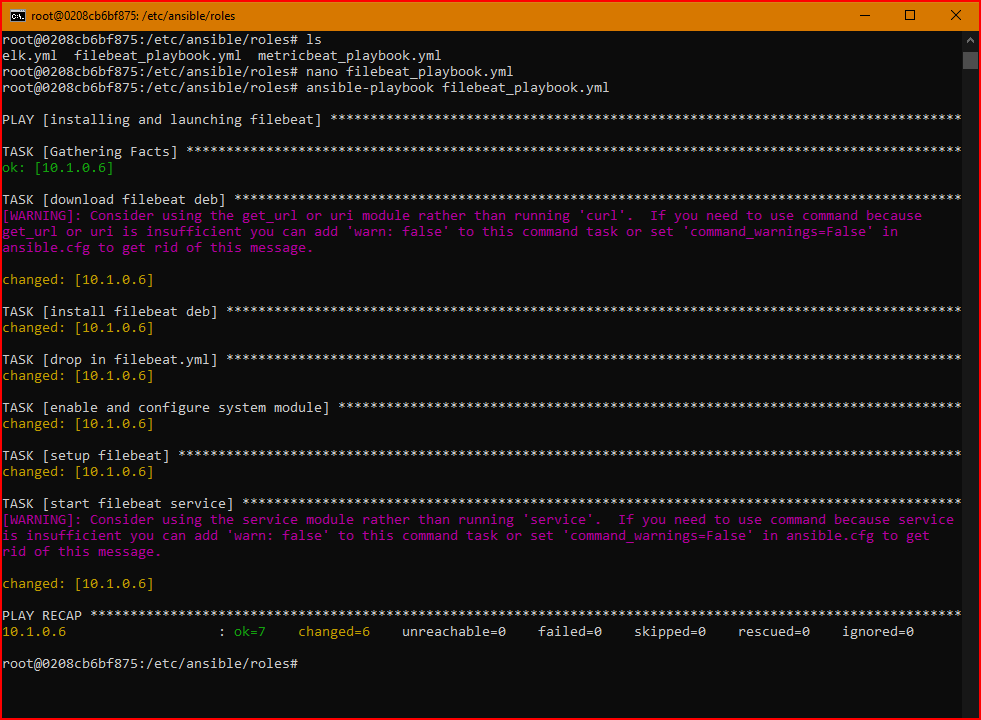 root@0208cb6bf875: /etc/ansible/roles
root@0208cb6bf875:/etc/ansible/roles# ls
elk.yml  filebeat_playbook.yml  metricbeat_playbook.yml
root@0208cb6bf875:/etc/ansible/roles# nano filebeat_playbook.yml
root@0208cb6bf875:/etc/ansible/roles# ansible-playbook filebeat_playbook.yml
PLAY [installing and launching filebeat] *******************************************************************************
TASK [Gathering Facts] *************************************************************************************************
ok: [10.1.0.6]
TASK [download filebeat deb] *******************************************************************************************
[WARNING]: Consider using the get_url or uri module rather than running 'curl'.  If you need to use command because
get_url or uri is insufficient you can add 'warn: false' to this command task or set 'command_warnings=False' in
ansible.cfg to get rid of this message.
changed: [10.1.0.6]
TASK [install filebeat deb] ********************************************************************************************
changed: [10.1.0.6]
TASK [drop in filebeat.yml] ********************************************************************************************
changed: [10.1.0.6]
TASK [enable and configure system module] ******************************************************************************
changed: [10.1.0.6]
TASK [setup filebeat] **************************************************************************************************
changed: [10.1.0.6]
TASK [start filebeat service] ******************************************************************************************
[WARNING]: Consider using the service module rather than running 'service'.  If you need to use command because service
is insufficient you can add 'warn: false' to this command task or set 'command_warnings=False' in ansible.cfg to get
rid of this message.
changed: [10.1.0.6]
PLAY RECAP *************************************************************************************************************
10.1.0.6                   : ok=7    changed=6    unreachable=0    failed=0    skipped=0    rescued=0    ignored=0
root@0208cb6bf875:/etc/ansible/roles#